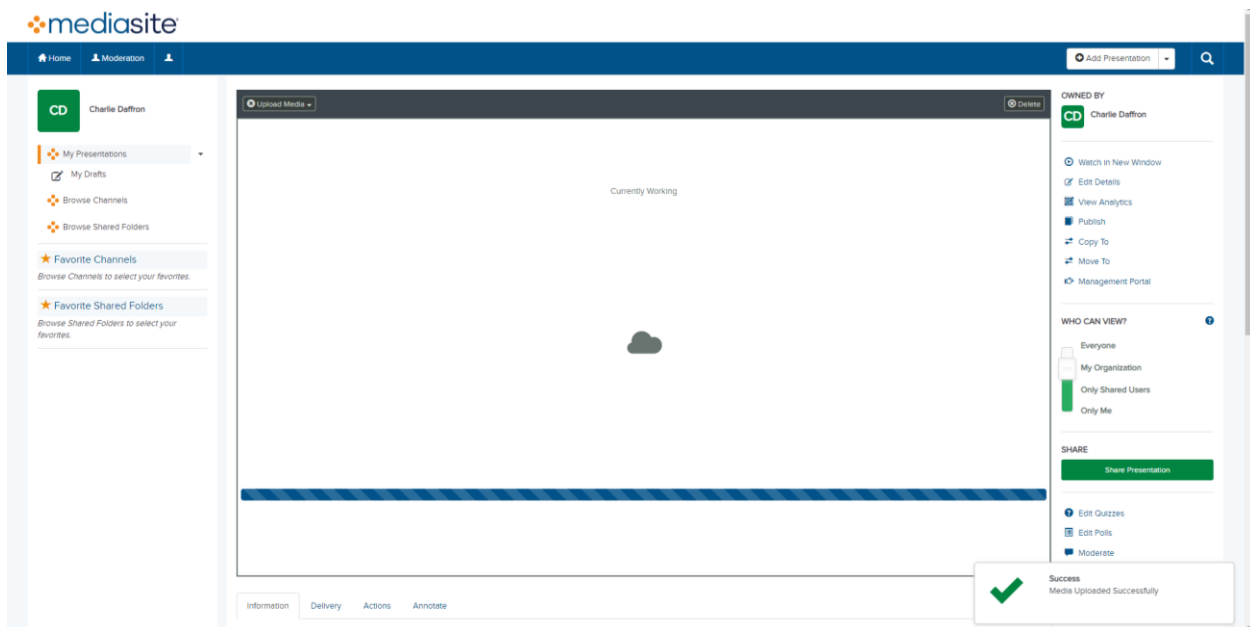 mediasite
Home
Moderation
Add Presentation
CD
Charlie Daffron
My Presentations
My Drafts
Browse Channels
Browse Shared Folders
Favorite Channels
Browse Channels to select your favorites.
Favorite Shared Folders
Browse Shared Folders to select your
favorites.
Upload Media
Delete
Currently Working
Information
Delivery
Actions
Annotate
OWNED BY
CD
Charlie Daffron
Watch in New Window
Edit Details
View Analytics
Publish
Copy To
Move To
Management Portal
WHO CAN VIEW?
Everyone
My Organization
Only Shared Users
Only Me
SHARE
Share Presentation
Edit Quizzes
Edit Polls
Moderate
Success
Media Uploaded Successfully